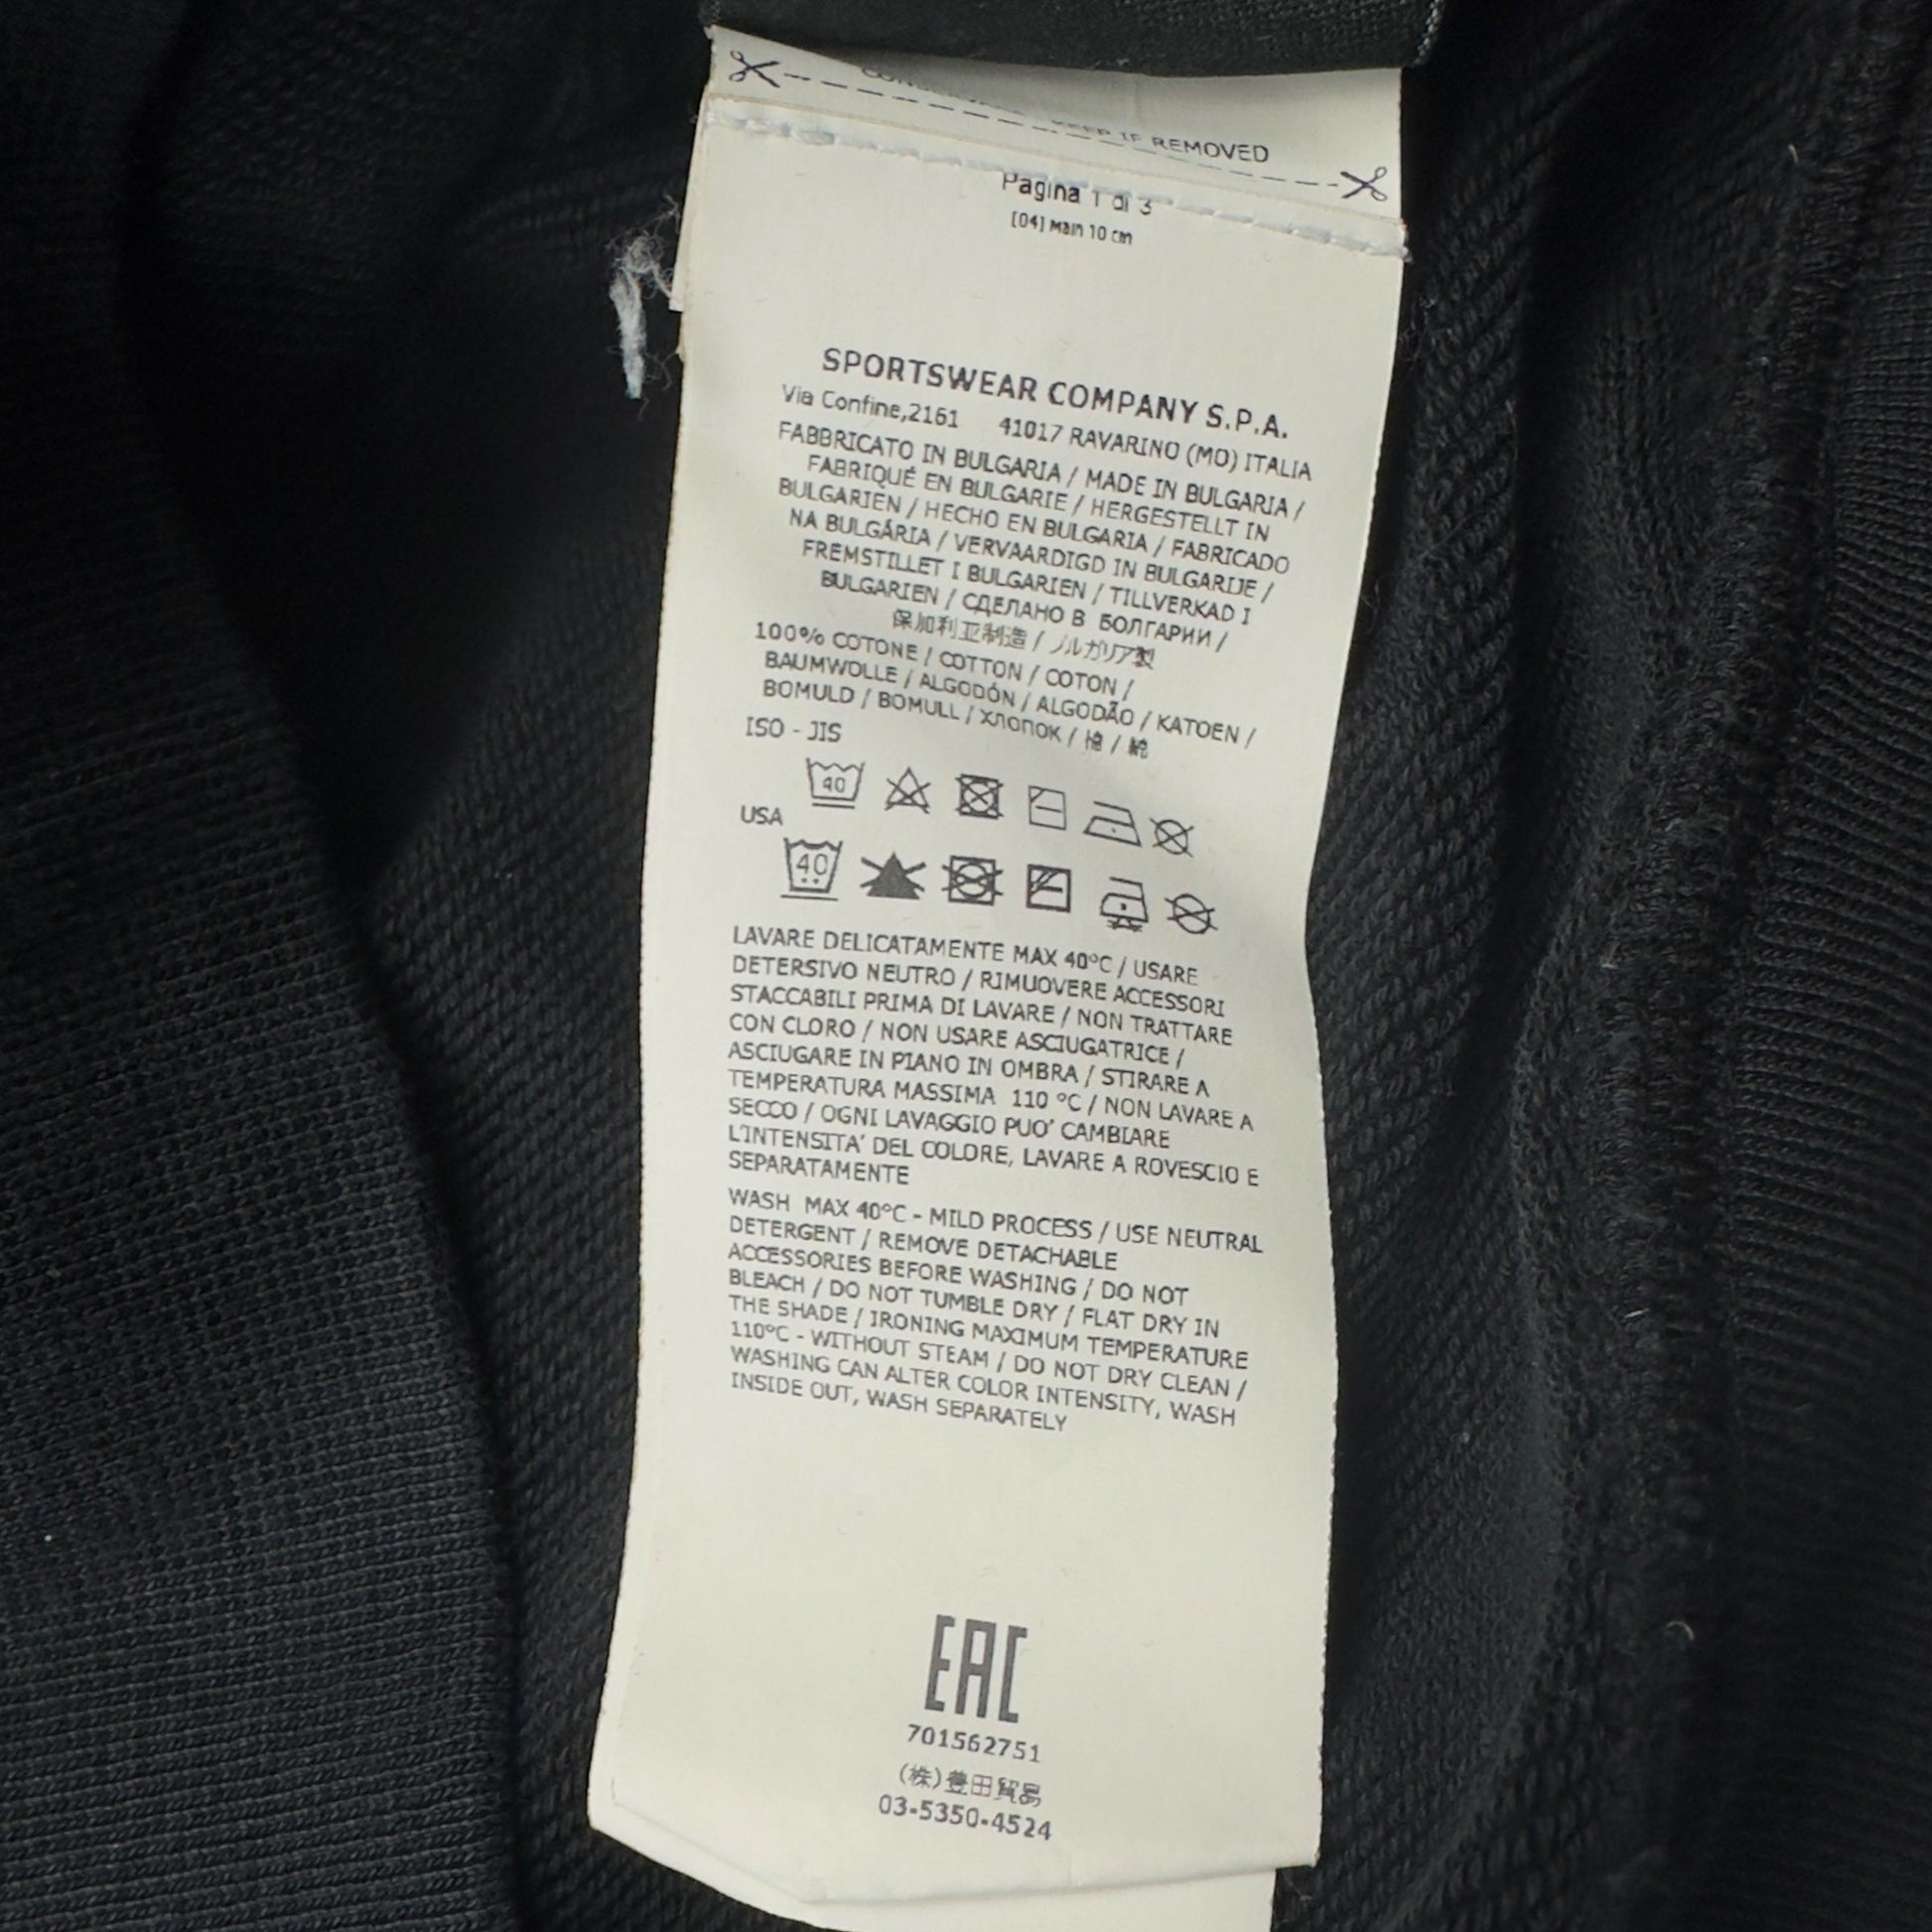 KEEP IF REMOVED
Pagina 1 di 3
[04] Main 10 cm
SPORTSWEAR COMPANY S.P.A.
Via Confine,2161 41017 RAVARINO (MO) ITALIA
FABBRICATO IN BULGARIA / MADE IN BULGARIA /
FABRIQUÉ EN BULGARIE / HERGESTELLT IN
BULGARIEN / HECHO EN BULGARIA / FABRICADO
NA BULGÁRIA / VERVAARDIGD IN BULGARIJE /
FREMSTILLET I BULGARIEN / TILLVERKAD I
BULGARIEN / СДЕЛАНО В БОЛГАРИИ /
保加利亚制造 / ブルガリア製
100% COTONE / COTTON / COTON /
BAUMWOLLE / ALGODÓN / ALGODÃO / KATOEN /
BOMULD / BOMULL / хлопок / 棉 / 綿
ISO - JIS
40
USA
40
LAVARE DELICATAMENTE MAX 40°C / USARE
DETERSIVO NEUTRO / RIMUOVERE ACCESSORI
STACCABILI PRIMA DI LAVARE / NON TRATTARE
CON CLORO / NON USARE ASCIUGATRICE /
ASCIUGARE IN PIANO IN OMBRA / STIRARE A
TEMPERATURA MASSIMA 110 °C / NON LAVARE A
SECCO / OGNI LAVAGGIO PUO' CAMBIARE
L'INTENSITA' DEL COLORE, LAVARE A ROVESCIO E
SEPARATAMENTE
WASH MAX 40°C - MILD PROCESS / USE NEUTRAL
DETERGENT / REMOVE DETACHABLE
ACCESSORIES BEFORE WASHING / DO NOT
BLEACH / DO NOT TUMBLE DRY / FLAT DRY IN
THE SHADE / IRONING MAXIMUM TEMPERATURE
110°C - WITHOUT STEAM / DO NOT DRY CLEAN /
WASHING CAN ALTER COLOR INTENSITY, WASH
INSIDE OUT, WASH SEPARATELY
EAC
701562751
(株)豊田貿易
03-5350-4524